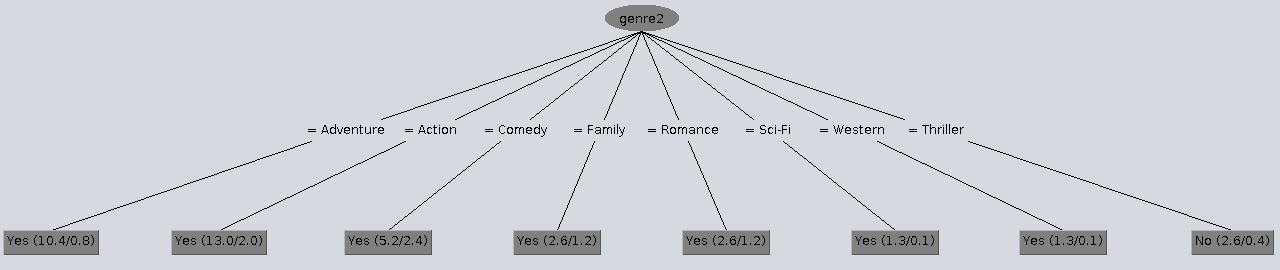 genre2
= Adventure = Action = Comedy = Family = Romance = Sci-Fi = Western = Thriller
Yes (10.4/0.8) Yes (13.0/2.0) Yes (5.2/2.4) Yes (2.6/1.2) Yes (2.6/1.2) Yes (1.3/0.1) Yes (1.3/0.1) No (2.6/0.4)